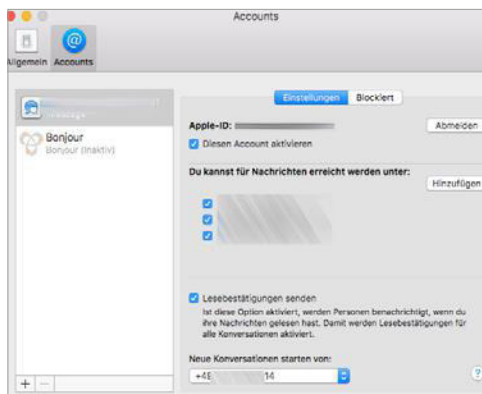 Accounts
Allgemein Accounts
Einstellungen Blockiert
Apple-ID: Abmelden
Diesen Account aktivieren
Bonjour
Bonjour (Inaktiv)
Du kannst für Nachrichten erreicht werden unter:
Hinzufügen
Lesebestätigungen senden
Ist diese Option aktiviert, werden Personen benachrichtigt, wenn du
ihre Nachrichten gelesen hast. Damit werden Lesebestätigungen für
alle Konversationen aktiviert.
Neue Konversationen starten von:
+49 14 ?
+ −